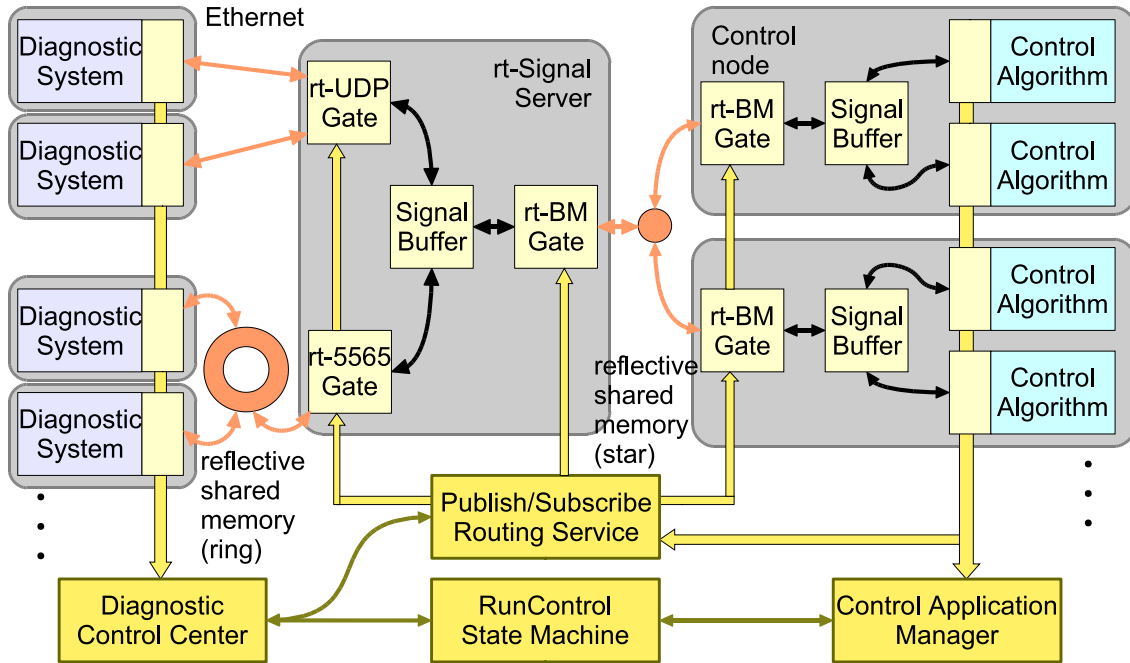 Ethernet
Diagnostic
System
Diagnostic
System
Diagnostic
System
Diagnostic
System
reflective
shared
memory
(ring)
rt-Signal
Server
rt-UDP
Gate
Signal
Buffer
rt-BM
Gate
rt-5565
Gate
reflective
shared
memory
(star)
Control
node
rt-BM
Gate
Signal
Buffer
Control
Algorithm
Control
Algorithm
rt-BM
Gate
Signal
Buffer
Control
Algorithm
Control
Algorithm
Publish/Subscribe
Routing Service
Diagnostic
Control Center
RunControl
State Machine
Control Application
Manager